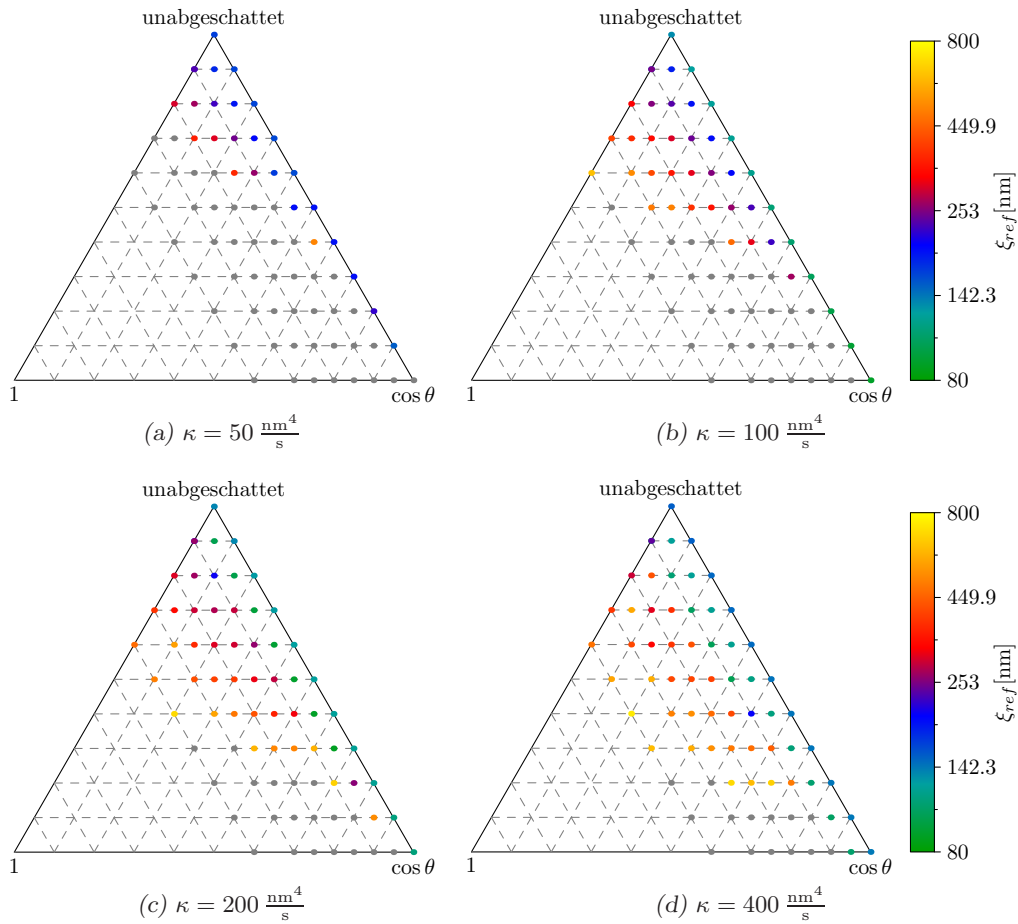 unabgeschattet
unabgeschattet
1
cos θ
1
cos θ
800
449.9
253
142.3
80
ξ_ref [nm]
(a) κ = 50 nm⁴/s
(b) κ = 100 nm⁴/s
unabgeschattet
unabgeschattet
1
cos θ
1
cos θ
800
449.9
253
142.3
80
ξ_ref [nm]
(c) κ = 200 nm⁴/s
(d) κ = 400 nm⁴/s